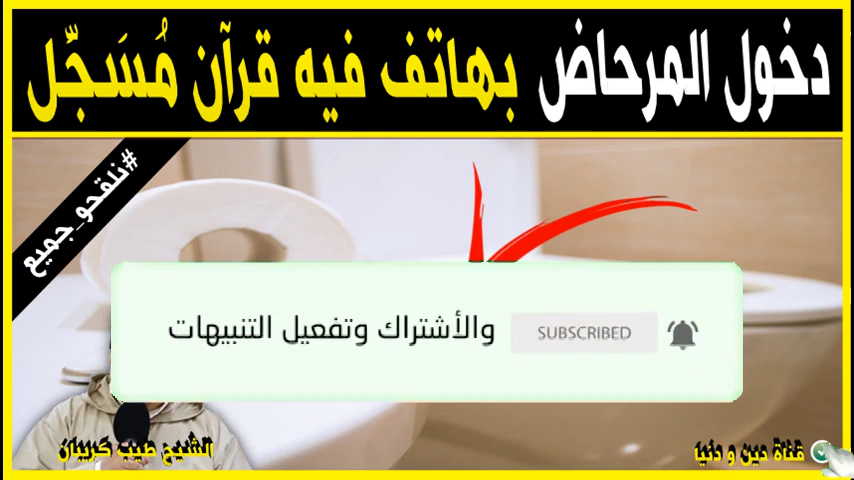 دخول المرحاض بهاتف فيه قرآن مُسَجَّل
#نلقحو_جميع
والأشتراك وتفعيل التنبيهات SUBSCRIBED
الشيخ طيب كريبان
قناة دين و دنيا